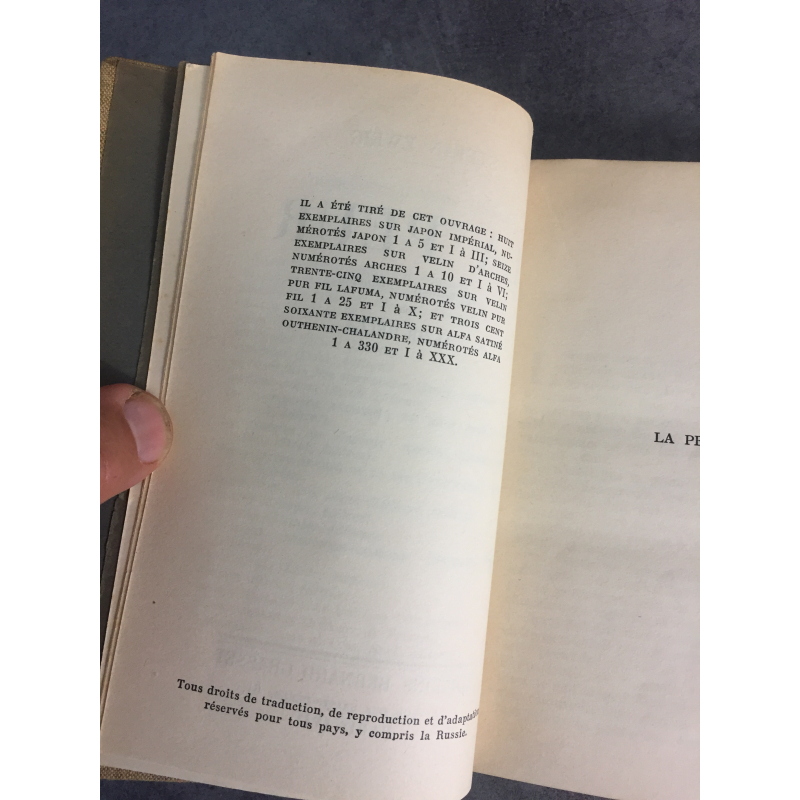 IL A ÉTÉ TIRÉ DE CET OUVRAGE : HUIT
EXEMPLAIRES SUR JAPON IMPÉRIAL, NU-
MÉROTÉS JAPON 1 A 5 ET I à III; SEIZE
EXEMPLAIRES SUR VELIN D'ARCHES,
NUMÉROTÉS ARCHES 1 A 10 ET I à VI;
TRENTE-CINQ EXEMPLAIRES SUR VELIN
PUR FIL LAFUMA, NUMÉROTÉS VELIN PUR
FIL 1 A 25 ET I à X; ET TROIS CENT
SOIXANTE EXEMPLAIRES SUR ALFA SATINÉ
OUTHENIN-CHALANDRE, NUMÉROTÉS ALFA
1 A 330 ET I à XXX.
LA PE
Tous droits de traduction, de reproduction et d'adaptation
réservés pour tous pays, y compris la Russie.